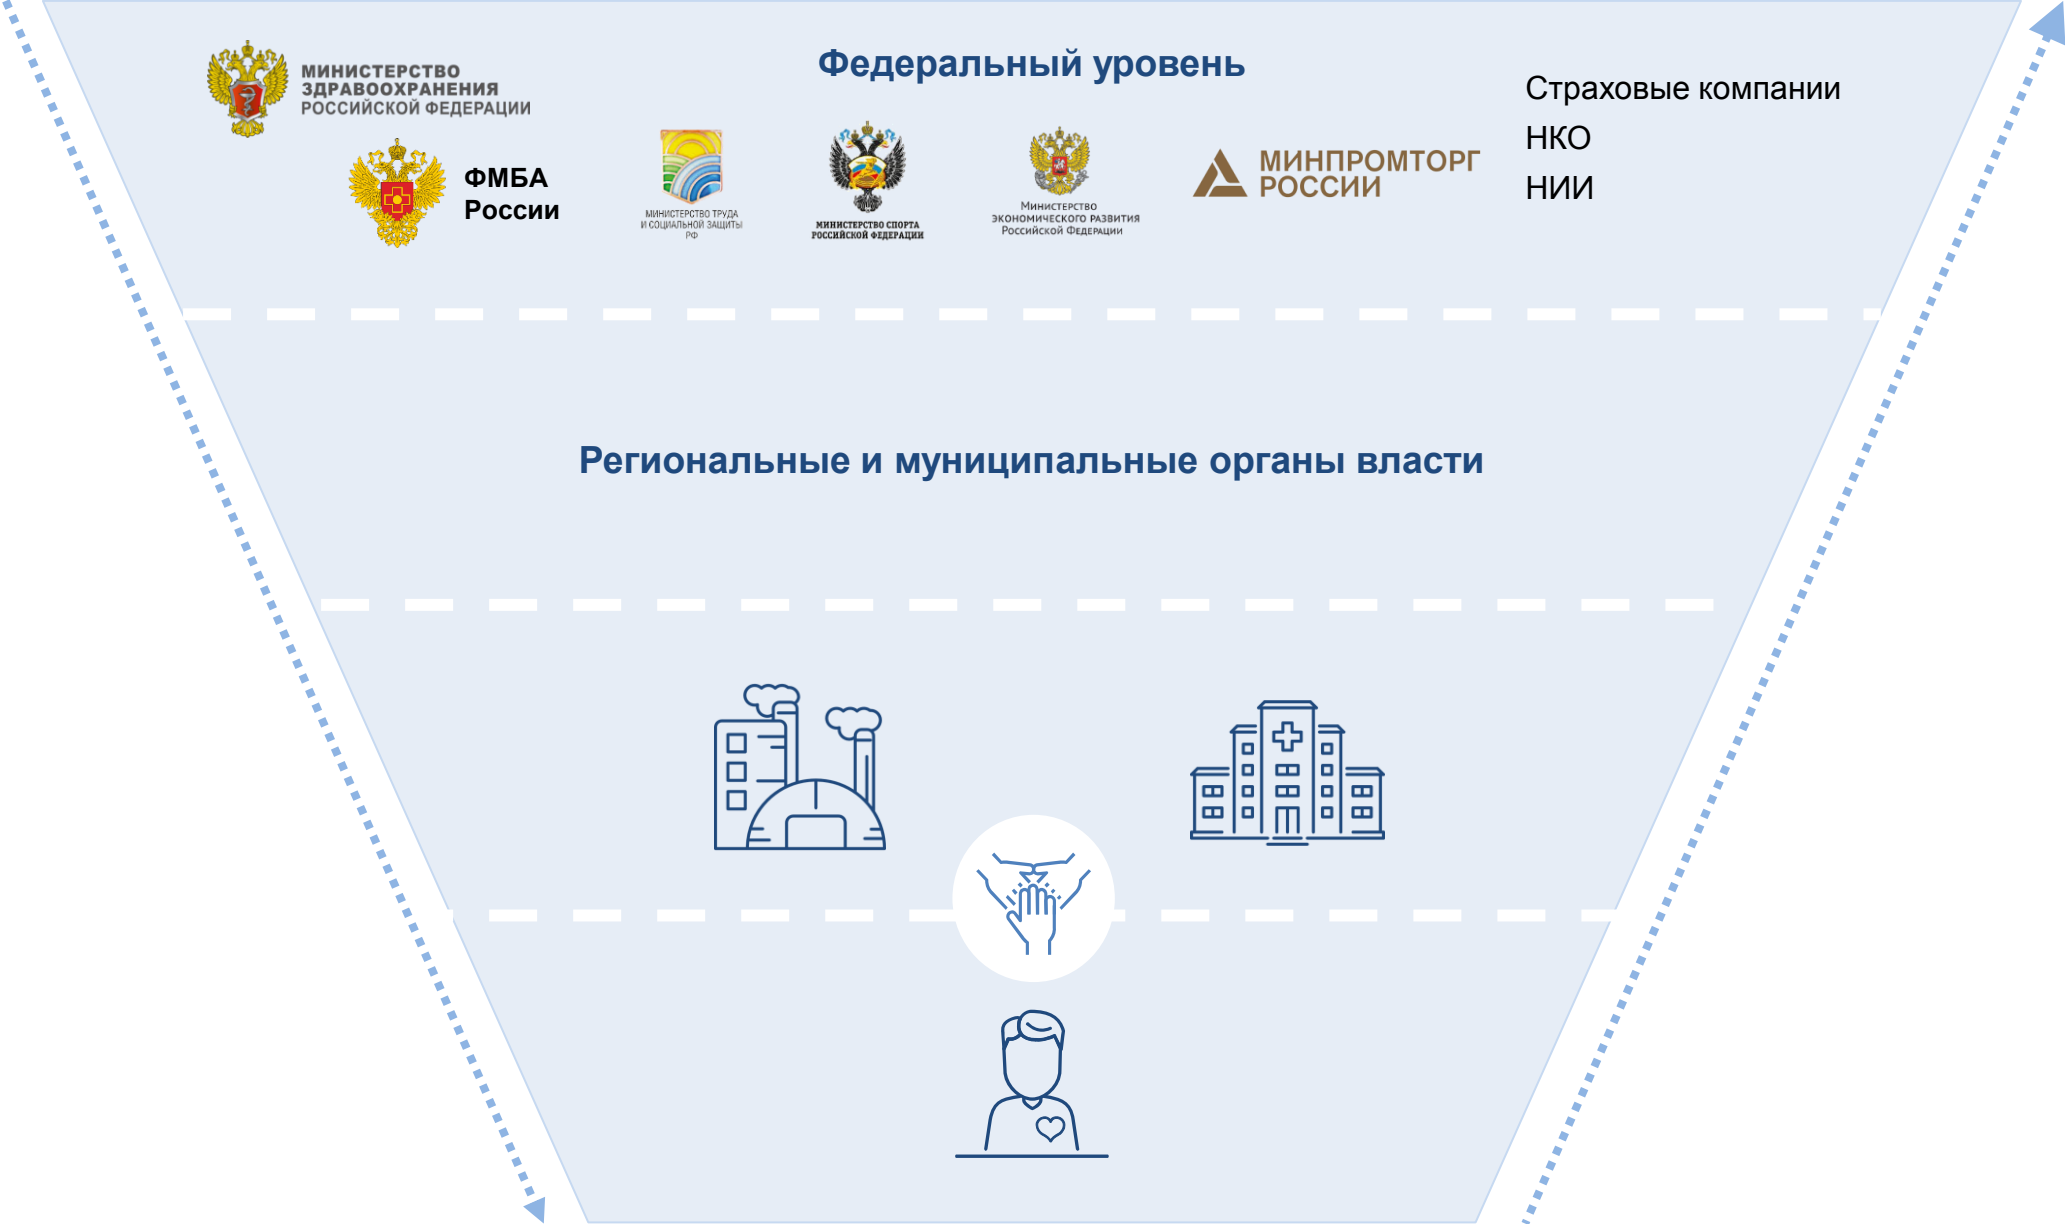 Федеральный уровень
МИНИСТЕРСТВО
ЗДРАВООХРАНЕНИЯ
РОССИЙСКОЙ ФЕДЕРАЦИИ
ФМБА
России
МИНИСТЕРСТВО ТРУДА
И СОЦИАЛЬНОЙ ЗАЩИТЫ
РФ
МИНИСТЕРСТВО СПОРТА
РОССИЙСКОЙ ФЕДЕРАЦИИ
Министерство
экономического развития
Российской Федерации
МИНПРОМТОРГ
РОССИИ
Страховые компании
НКО
НИИ
Региональные и муниципальные органы власти